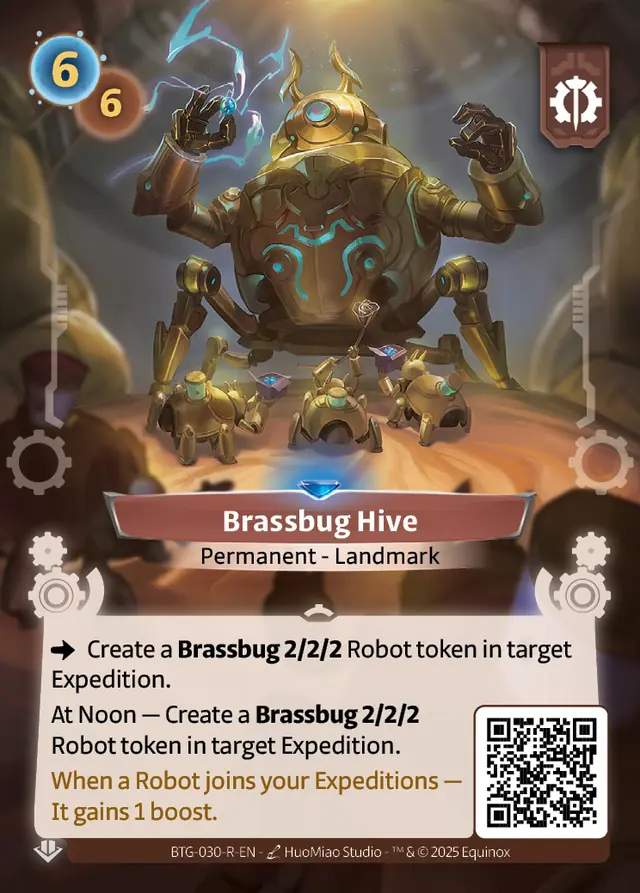 6
6
Brassbug Hive
Permanent - Landmark
Create a Brassbug 2/2/2 Robot token in target
Expedition.
At Noon — Create a Brassbug 2/2/2
Robot token in target Expedition.
When a Robot joins your Expeditions —
It gains 1 boost.
BTG-030-R-EN - HuoMiao Studio - ™ & © 2025 Equinox